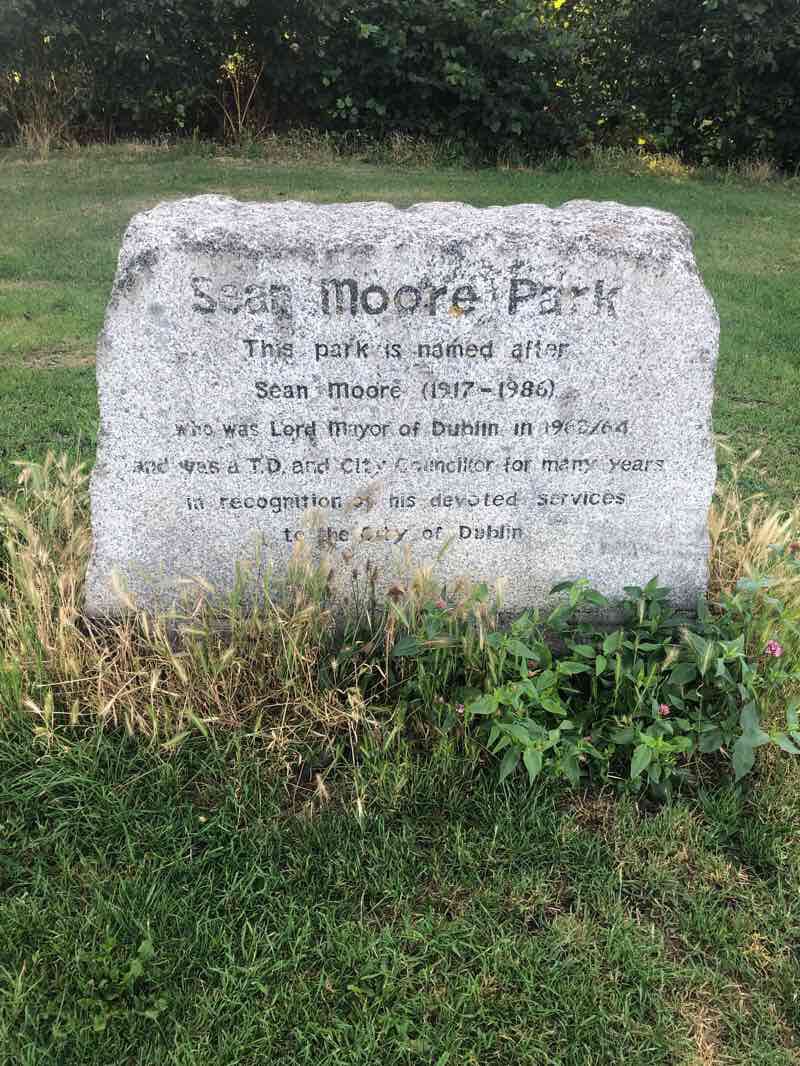 Sean Moore Park
This park is named after
Sean Moore (1917-1986)
who was Lord Mayor of Dublin in 1963/64
and was a T.D. and City Councillor for many years
in recognition of his devoted services
to the City of Dublin